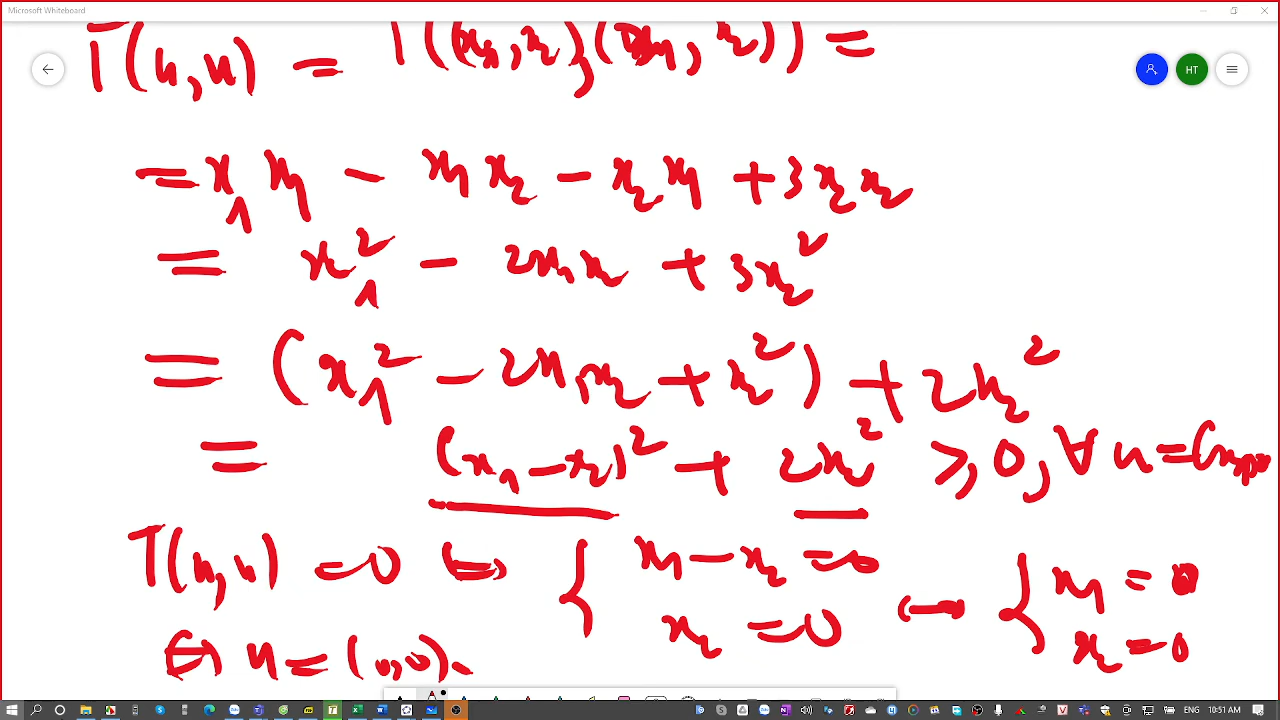 Microsoft Whiteboard
T(u,u) = T((x₁,x₂),(x₁,x₂)) =
HT
= x₁x₁ - x₁x₂ - x₂x₁ + 3x₂x₂
= x₁² - 2x₁x₂ + 3x₂²
= (x₁² - 2x₁x₂ + x₂²) + 2x₂²
= (x₁ - x₂)² + 2x₂² ≥ 0, ∀ u = (
T(u,u) = 0 ⇔ { x₁ - x₂ = 0 ⇔ { x₁ = 0
x₂ = 0 x₂ = 0
⇔ u = (0,0).
ENG 10:51 AM